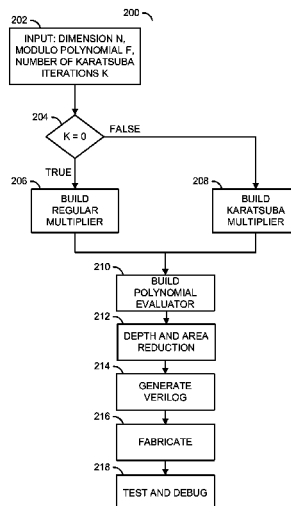 200
202
INPUT: DIMENSION N,
MODULO POLYNOMIAL F,
NUMBER OF KARATSUBA
ITERATIONS K
204
K = 0
FALSE
TRUE
206
BUILD
REGULAR
MULTIPLIER
208
BUILD
KARATSUBA
MULTIPLIER
210
BUILD
POLYNOMIAL
EVALUATOR
212
DEPTH AND AREA
REDUCTION
214
GENERATE
VERILOG
216
FABRICATE
218
TEST AND DEBUG